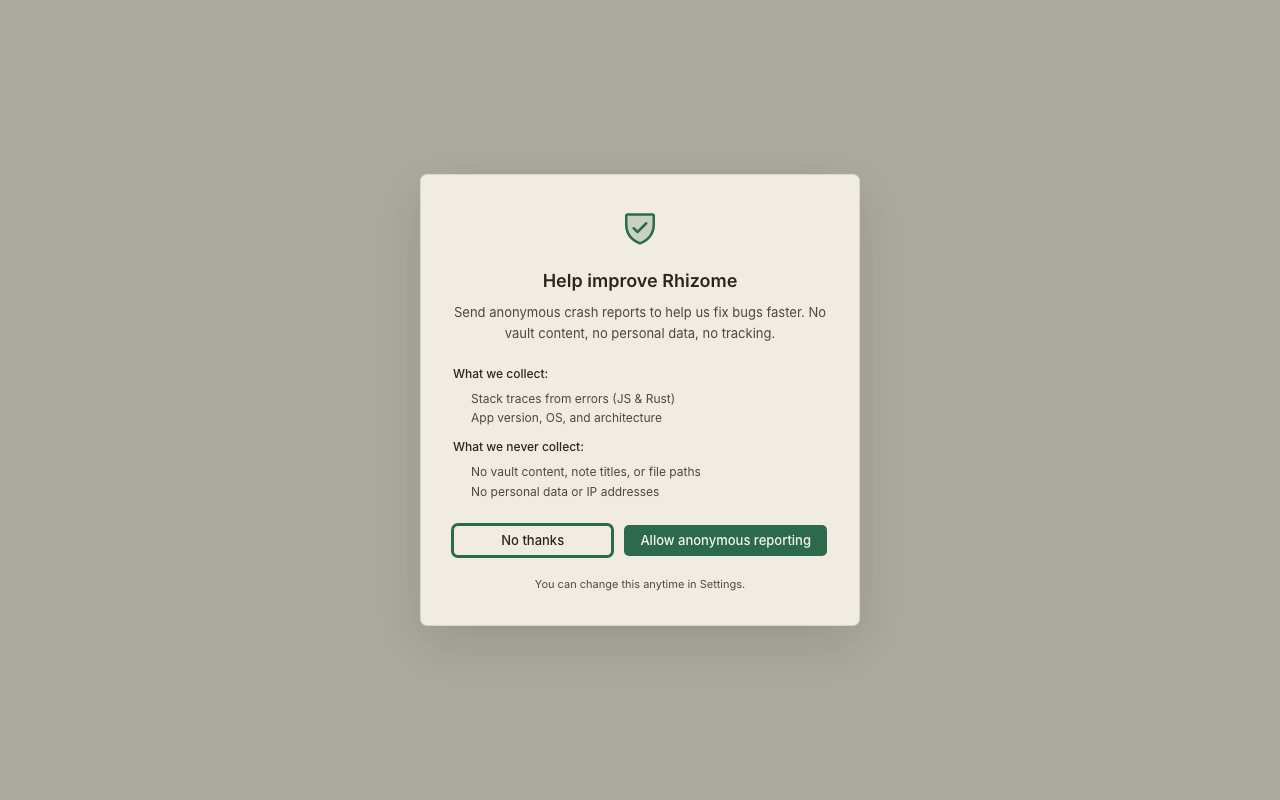 Help improve Rhizome
Send anonymous crash reports to help us fix bugs faster. No
vault content, no personal data, no tracking.
What we collect:
Stack traces from errors (JS & Rust)
App version, OS, and architecture
What we never collect:
No vault content, note titles, or file paths
No personal data or IP addresses
No thanks
Allow anonymous reporting
You can change this anytime in Settings.